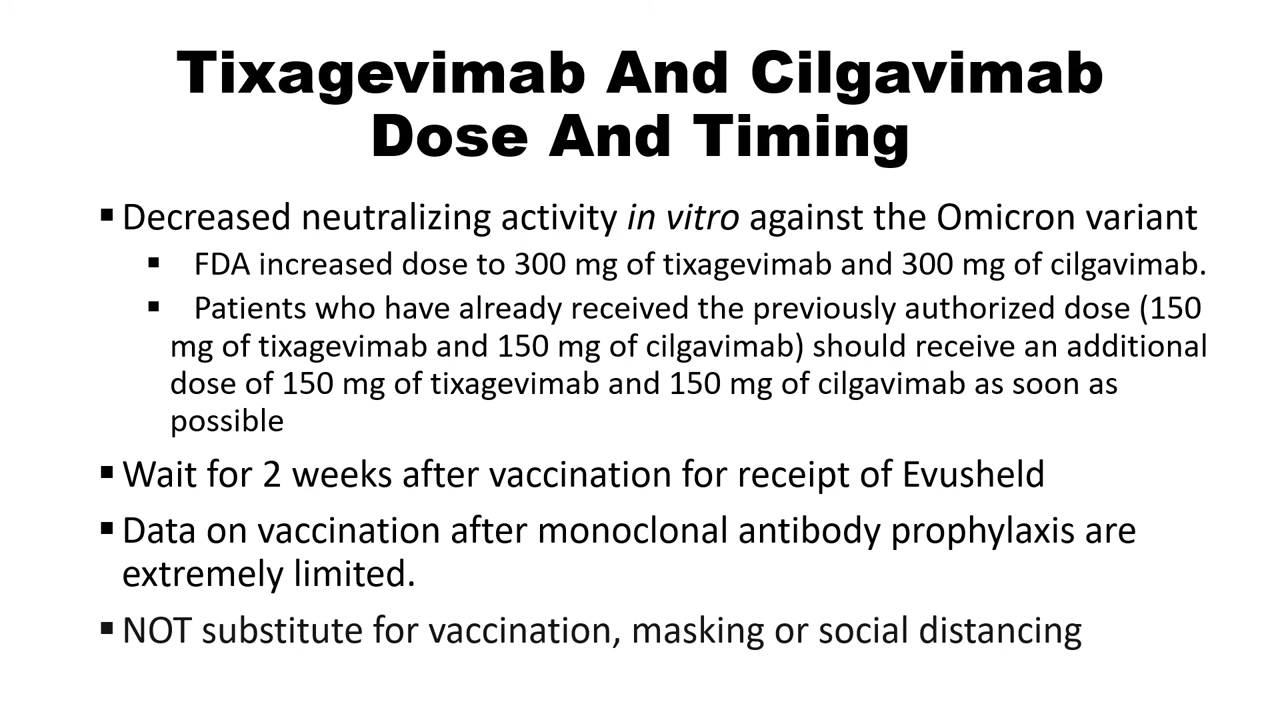 Tixagevimab And Cilgavimab
Dose And Timing
▪ Decreased neutralizing activity in vitro against the Omicron variant
▪ FDA increased dose to 300 mg of tixagevimab and 300 mg of cilgavimab.
▪ Patients who have already received the previously authorized dose (150
mg of tixagevimab and 150 mg of cilgavimab) should receive an additional
dose of 150 mg of tixagevimab and 150 mg of cilgavimab as soon as
possible
▪ Wait for 2 weeks after vaccination for receipt of Evusheld
▪ Data on vaccination after monoclonal antibody prophylaxis are
extremely limited.
▪ NOT substitute for vaccination, masking or social distancing